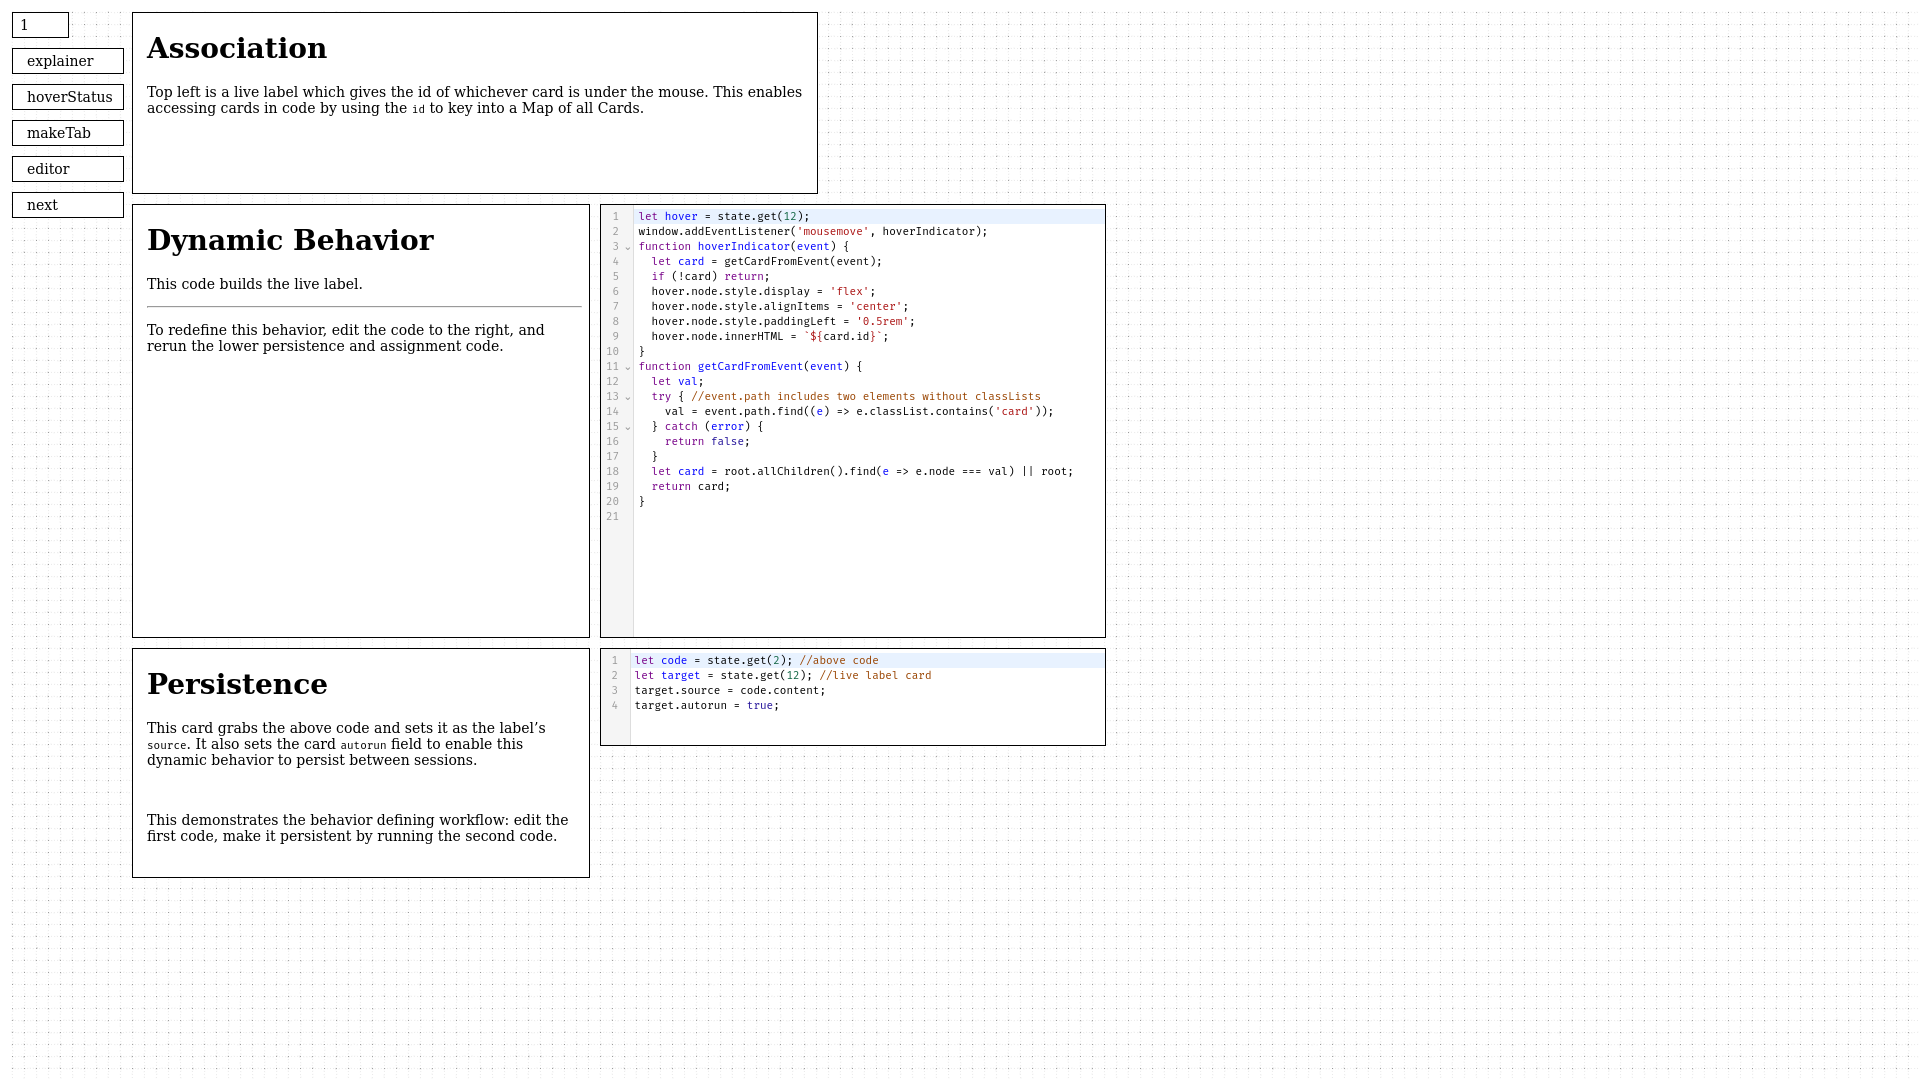 1
explainer
hoverStatus
makeTab
editor
next
Association
Top left is a live label which gives the id of whichever card is under the mouse. This enables
accessing cards in code by using the id to key into a Map of all Cards.
Dynamic Behavior
This code builds the live label.
To redefine this behavior, edit the code to the right, and
rerun the lower persistence and assignment code.
1 let hover = state.get(12);
2 window.addEventListener('mousemove', hoverIndicator);
3 function hoverIndicator(event) {
4   let card = getCardFromEvent(event);
5   if (!card) return;
6   hover.node.style.display = 'flex';
7   hover.node.style.alignItems = 'center';
8   hover.node.style.paddingLeft = '0.5rem';
9   hover.node.innerHTML = `${card.id}`;
10 }
11 function getCardFromEvent(event) {
12   let val;
13   try { //event.path includes two elements without classLists
14     val = event.path.find((e) => e.classList.contains('card'));
15   } catch (error) {
16     return false;
17   }
18   let card = root.allChildren().find(e => e.node === val) || root;
19   return card;
20 }
21
Persistence
This card grabs the above code and sets it as the label’s
source. It also sets the card autorun field to enable this
dynamic behavior to persist between sessions.
This demonstrates the behavior defining workflow: edit the
first code, make it persistent by running the second code.
1 let code = state.get(2); //above code
2 let target = state.get(12); //live label card
3 target.source = code.content;
4 target.autorun = true;